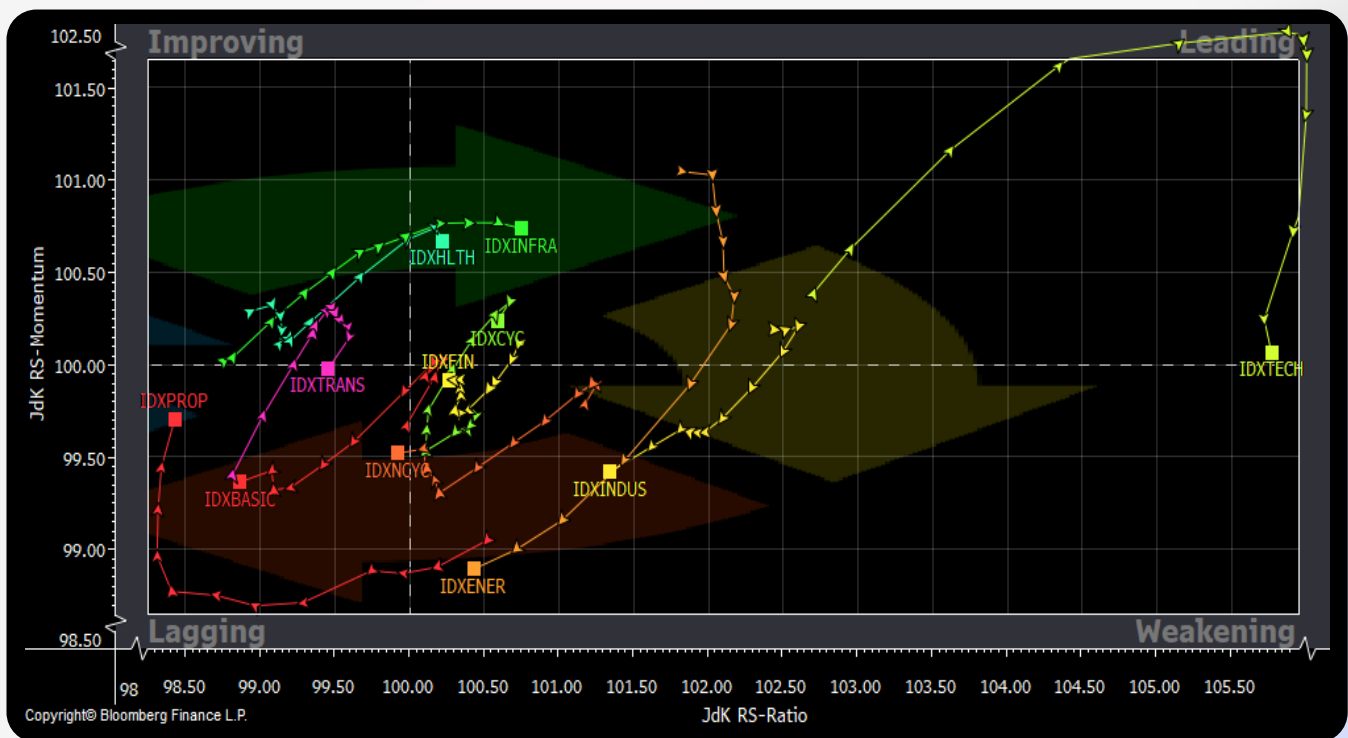 Improving
Leading
102.50
101.50
101.00
100.50
100.00
99.50
99.00
98.50
JdK RS-Momentum
IDXHLTH
IDXINFRA
IDXCYC
IDXFIN
IDXTECH
IDXTRANS
IDXPROP
IDXNCYC
IDXINDUS
IDXBASIC
IDXENER
Lagging
Weakening
98
98.50
99.00
99.50
100.00
100.50
101.00
101.50
102.00
102.50
103.00
103.50
104.00
104.50
105.00
105.50
Copyright© Bloomberg Finance L.P.
JdK RS-Ratio